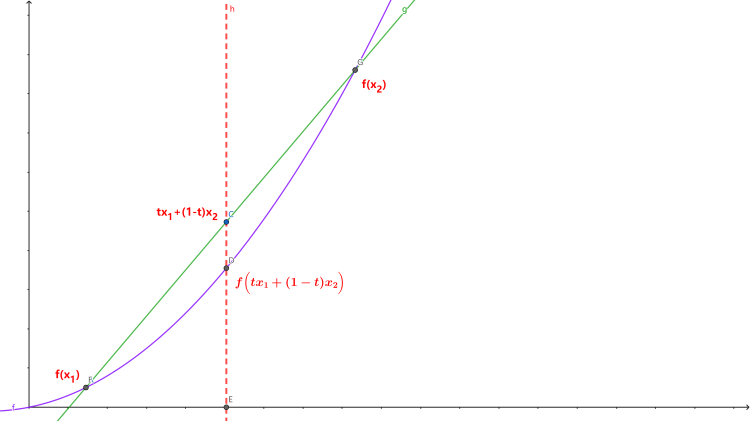 h
g
G
f(x₂)
tx₁+(1-t)x₂
C
D
f(tx₁ + (1 − t)x₂)
f(x₁)
E
f